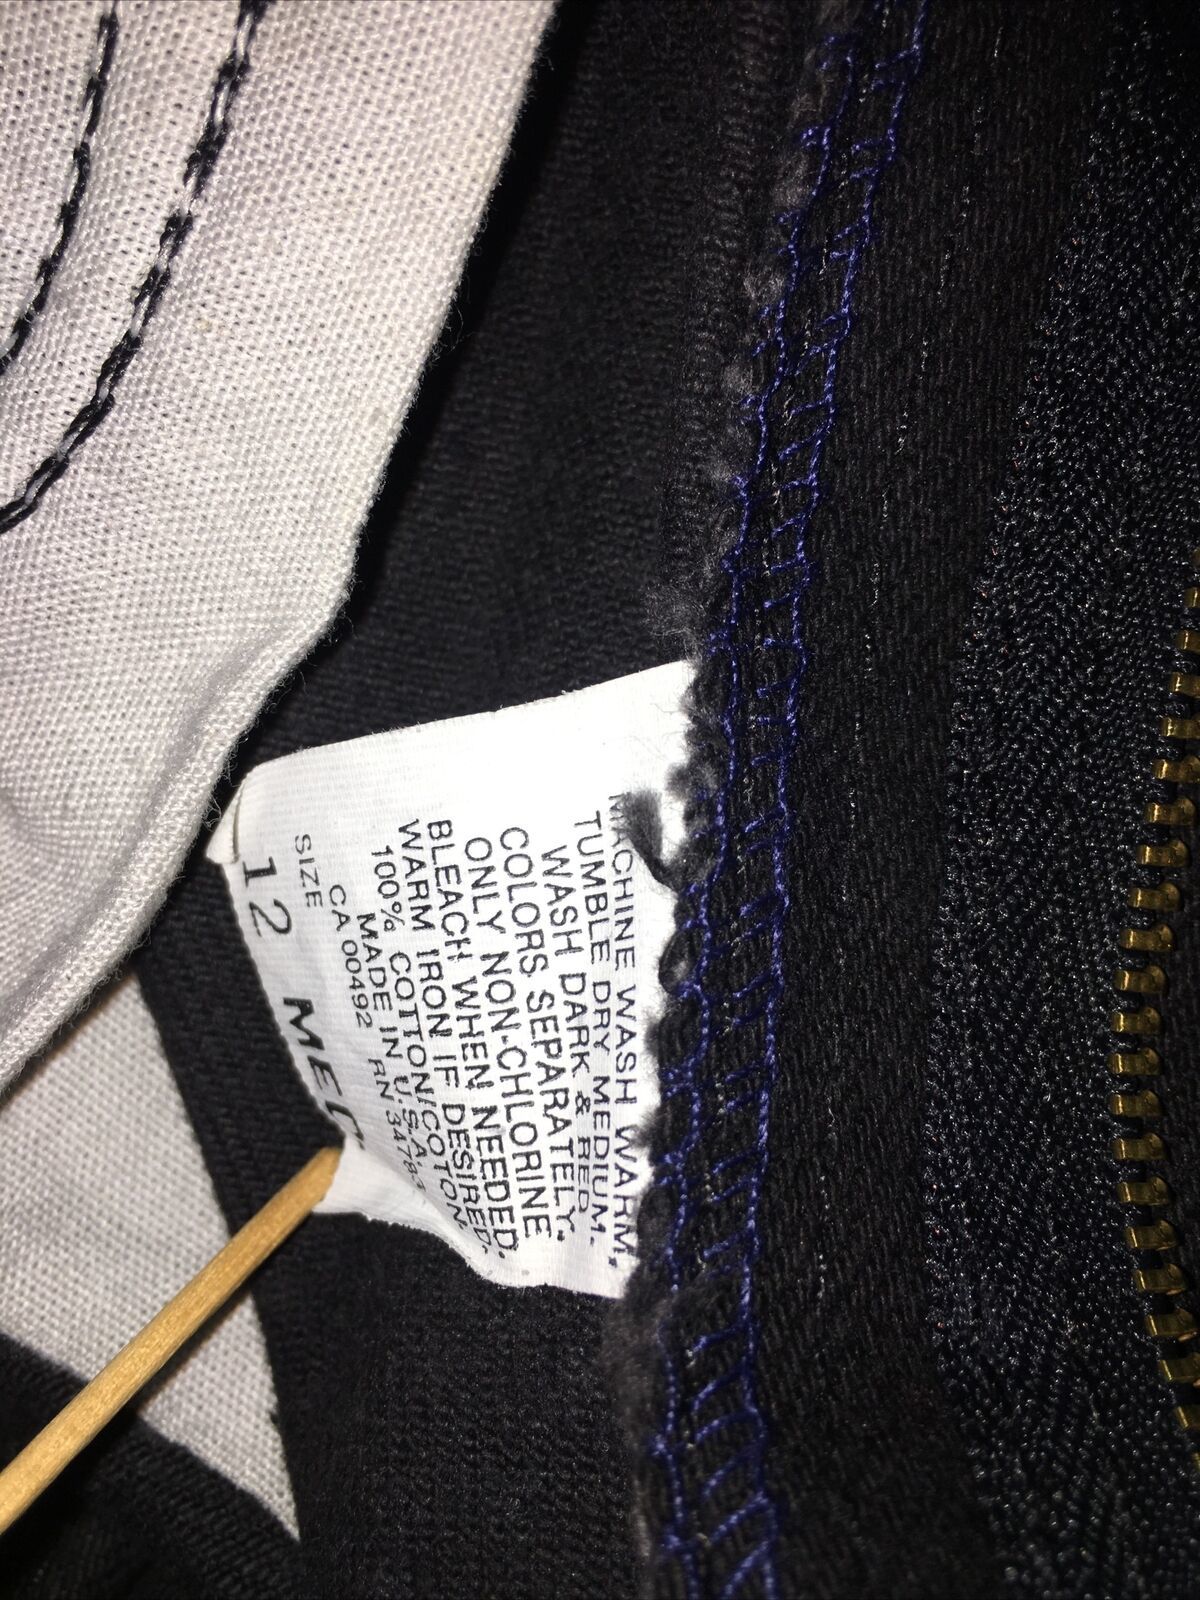 MACHINE WASH WARM,
TUMBLE DRY MEDIUM.
WASH DARK & RED
COLORS SEPARATELY.
ONLY NON-CHLORINE
BLEACH WHEN NEEDED.
WARM IRON IF DESIRED.
100% COTTON/COTON.
MADE IN U.S.A.
CA 00492 RN 34783
SIZE
12 MED